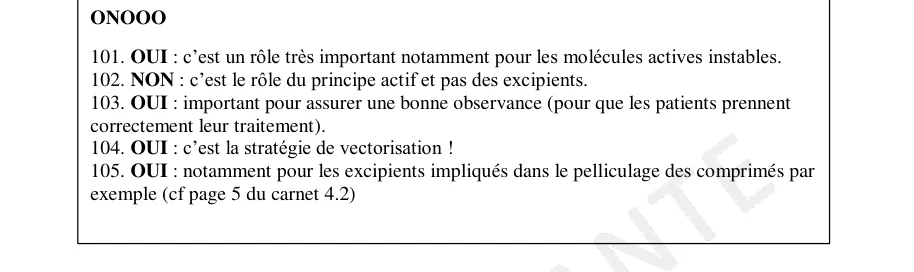 ONOOO
101. OUI : c’est un rôle très important notamment pour les molécules actives instables.
102. NON : c’est le rôle du principe actif et pas des excipients.
103. OUI : important pour assurer une bonne observance (pour que les patients prennent
correctement leur traitement).
104. OUI : c’est la stratégie de vectorisation !
105. OUI : notamment pour les excipients impliqués dans le pelliculage des comprimés par
exemple (cf page 5 du carnet 4.2)
ANTE